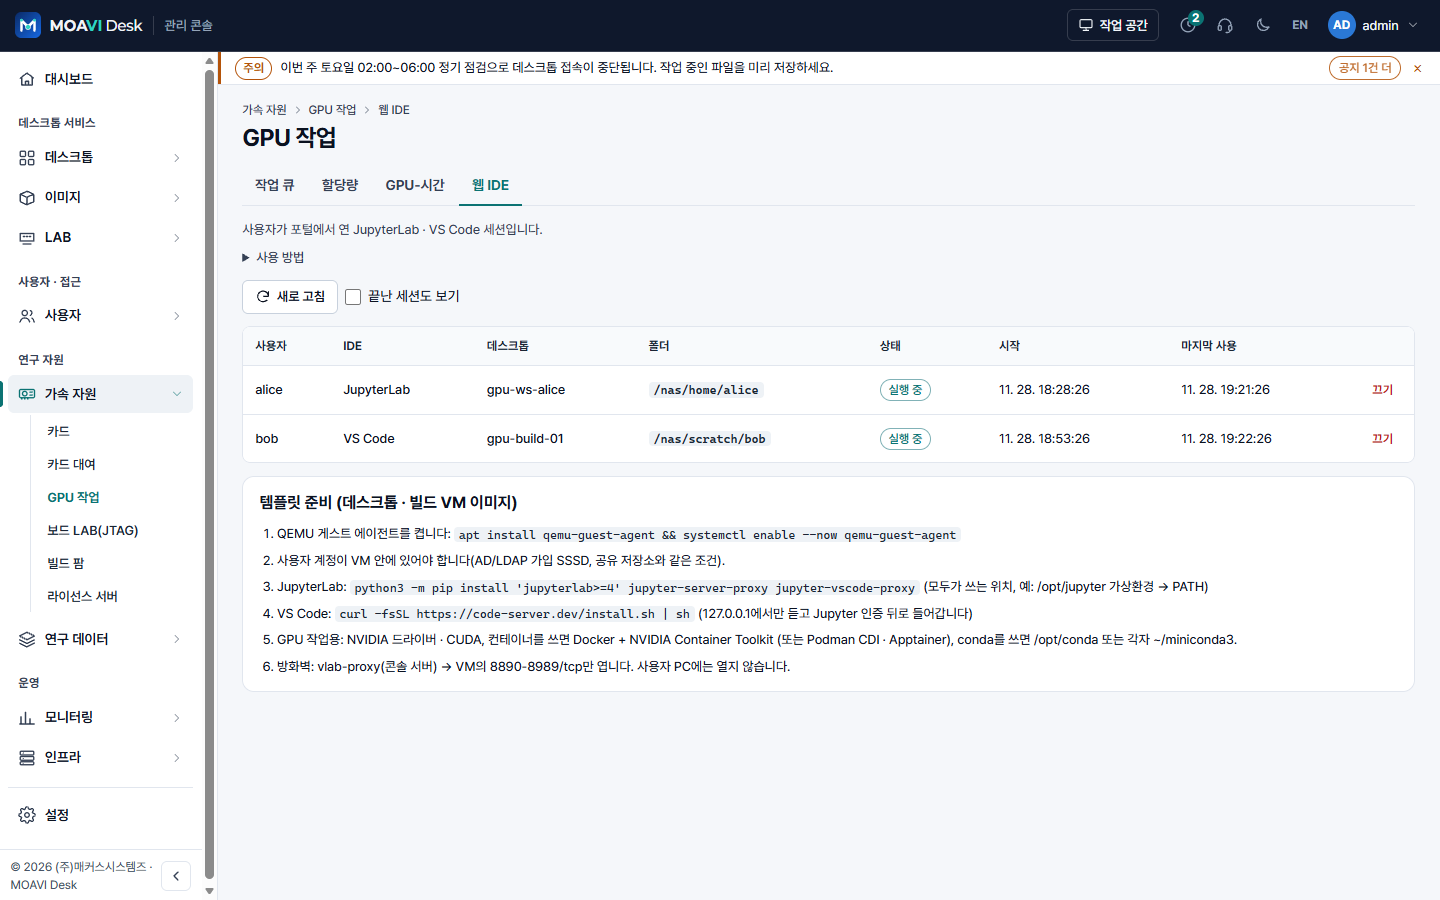 MOAVI Desk
관리 콘솔
작업 공간
2
EN
AD
admin
대시보드
데스크톱 서비스
데스크톱
이미지
LAB
사용자 · 접근
사용자
연구 자원
가속 자원
카드
카드 대여
GPU 작업
보드 LAB(JTAG)
빌드 팜
라이선스 서버
연구 데이터
운영
모니터링
인프라
설정
© 2026 (주)매커스시스템즈 ·
MOAVI Desk
주의 이번 주 토요일 02:00~06:00 정기 점검으로 데스크톱 접속이 중단됩니다. 작업 중인 파일을 미리 저장하세요.
공지 1건 더 ×
가속 자원 > GPU 작업 > 웹 IDE
GPU 작업
작업 큐 할당량 GPU-시간 웹 IDE
사용자가 포털에서 연 JupyterLab · VS Code 세션입니다.
▶ 사용 방법
새로 고침 끝난 세션도 보기
사용자 IDE 데스크톱 폴더 상태 시작 마지막 사용
alice JupyterLab gpu-ws-alice /nas/home/alice 실행 중 11. 28. 18:28:26 11. 28. 19:21:26 끄기
bob VS Code gpu-build-01 /nas/scratch/bob 실행 중 11. 28. 18:53:26 11. 28. 19:22:26 끄기
템플릿 준비 (데스크톱 · 빌드 VM 이미지)
1. QEMU 게스트 에이전트를 켭니다: apt install qemu-guest-agent && systemctl enable --now qemu-guest-agent
2. 사용자 계정이 VM 안에 있어야 합니다(AD/LDAP 가입 SSSD, 공유 저장소와 같은 조건).
3. JupyterLab: python3 -m pip install 'jupyterlab>=4' jupyter-server-proxy jupyter-vscode-proxy (모두가 쓰는 위치, 예: /opt/jupyter 가상환경 → PATH)
4. VS Code: curl -fsSL https://code-server.dev/install.sh | sh (127.0.0.1에서만 듣고 Jupyter 인증 뒤로 들어갑니다)
5. GPU 작업용: NVIDIA 드라이버 · CUDA, 컨테이너를 쓰면 Docker + NVIDIA Container Toolkit (또는 Podman CDI · Apptainer), conda를 쓰면 /opt/conda 또는 각자 ~/miniconda3.
6. 방화벽: vlab-proxy(콘솔 서버) → VM의 8890-8989/tcp만 엽니다. 사용자 PC에는 열지 않습니다.